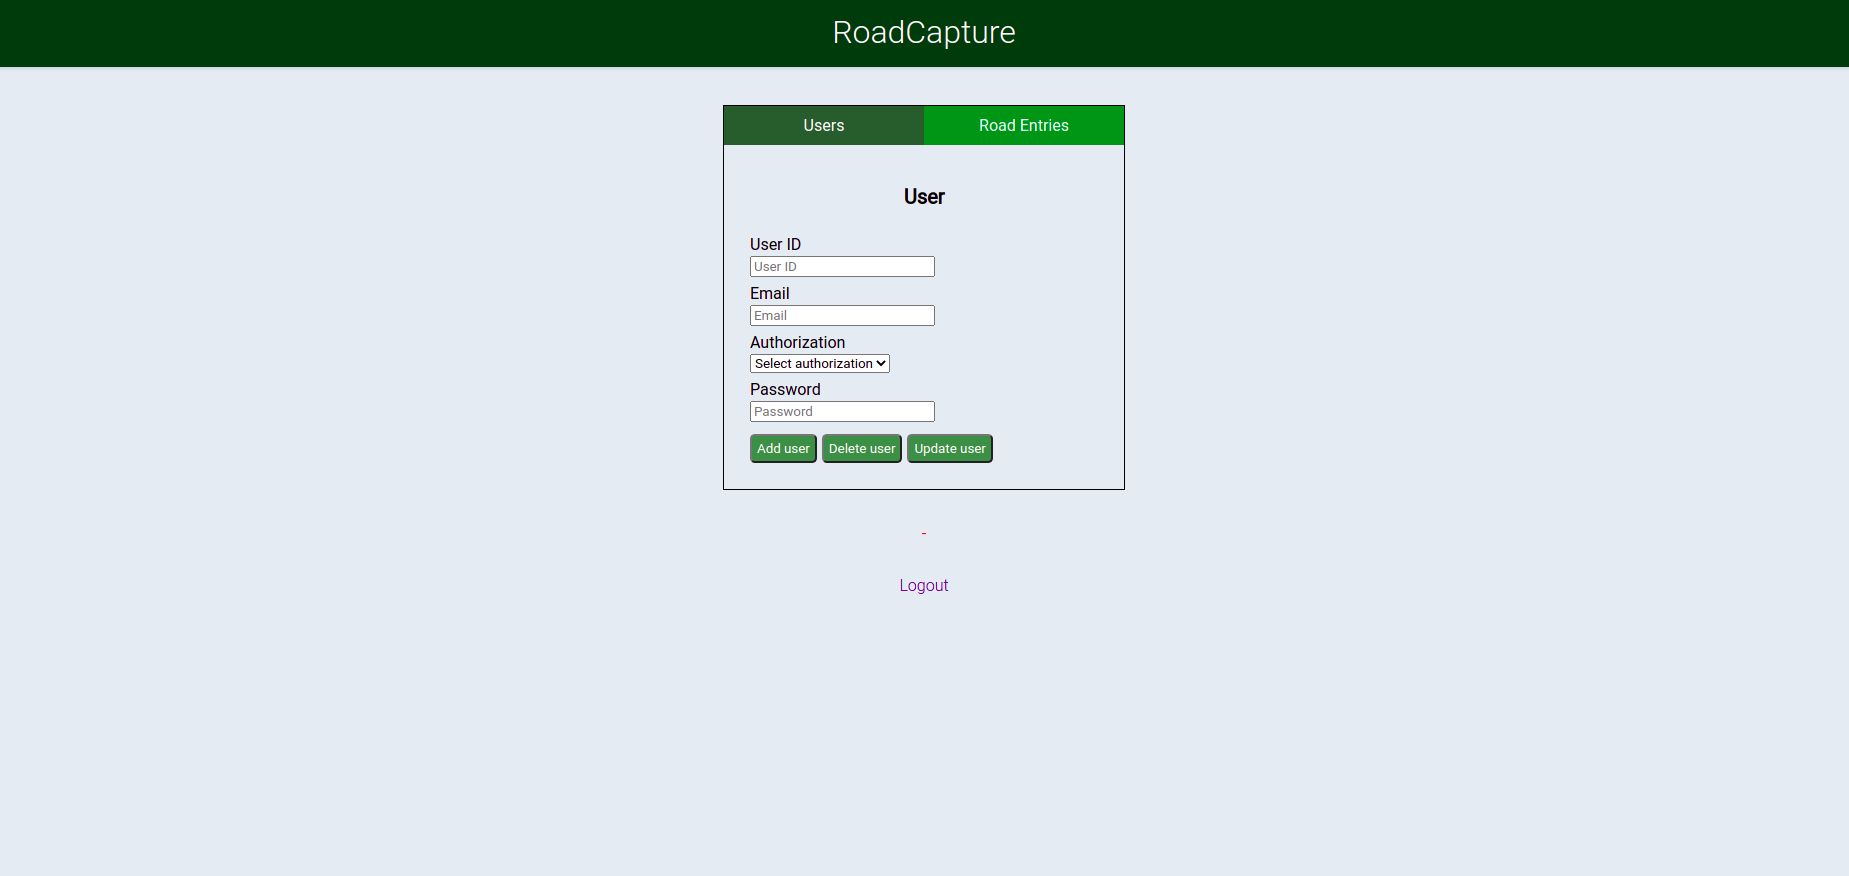 RoadCapture
Users Road Entries
User
User ID
User ID
Email
Email
Authorization
Select authorization
Password
Password
Add user Delete user Update user
-
Logout